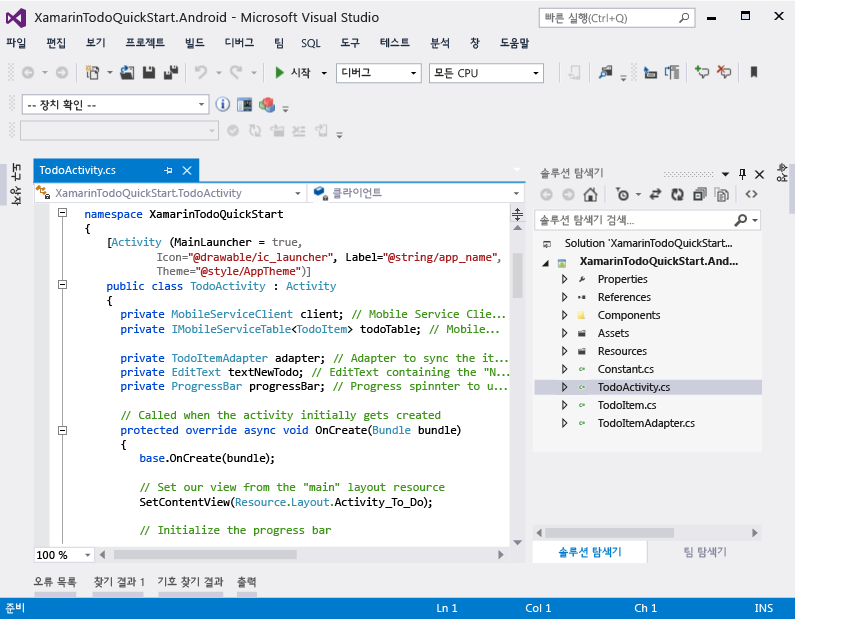 XamarinTodoQuickStart.Android - Microsoft Visual Studio
빠른 실행(Ctrl+Q)
파일 편집 보기 프로젝트 빌드 디버그 팀 SQL 도구 테스트 분석 창 도움말
시작 디버그 모든 CPU
-- 장치 확인 --
도구 상자
TodoActivity.cs
XamarinTodoQuickStart.TodoActivity 클라이언트
namespace XamarinTodoQuickStart
{
[Activity (MainLauncher = true,
Icon="@drawable/ic_launcher", Label="@string/app_name",
Theme="@style/AppTheme")]
public class TodoActivity : Activity
{
private MobileServiceClient client; // Mobile Service Clie...
private IMobileServiceTable<TodoItem> todoTable; // Mobile...
private TodoItemAdapter adapter; // Adapter to sync the it...
private EditText textNewTodo; // EditText containing the "N...
private ProgressBar progressBar; // Progress spinnter to u...
// Called when the activity initially gets created
protected override async void OnCreate(Bundle bundle)
{
base.OnCreate(bundle);
// Set our view from the "main" layout resource
SetContentView(Resource.Layout.Activity_To_Do);
// Initialize the progress bar
100 %
솔루션 탐색기
솔루션 탐색기 검색...
Solution 'XamarinTodoQuickStart...
XamarinTodoQuickStart.And...
Properties
References
Components
Assets
Resources
Constant.cs
TodoActivity.cs
TodoItem.cs
TodoItemAdapter.cs
솔루션 탐색기 팀 탐색기
속성
오류 목록 찾기 결과 1 기호 찾기 결과 출력
준비 Ln 1 Col 1 Ch 1 INS